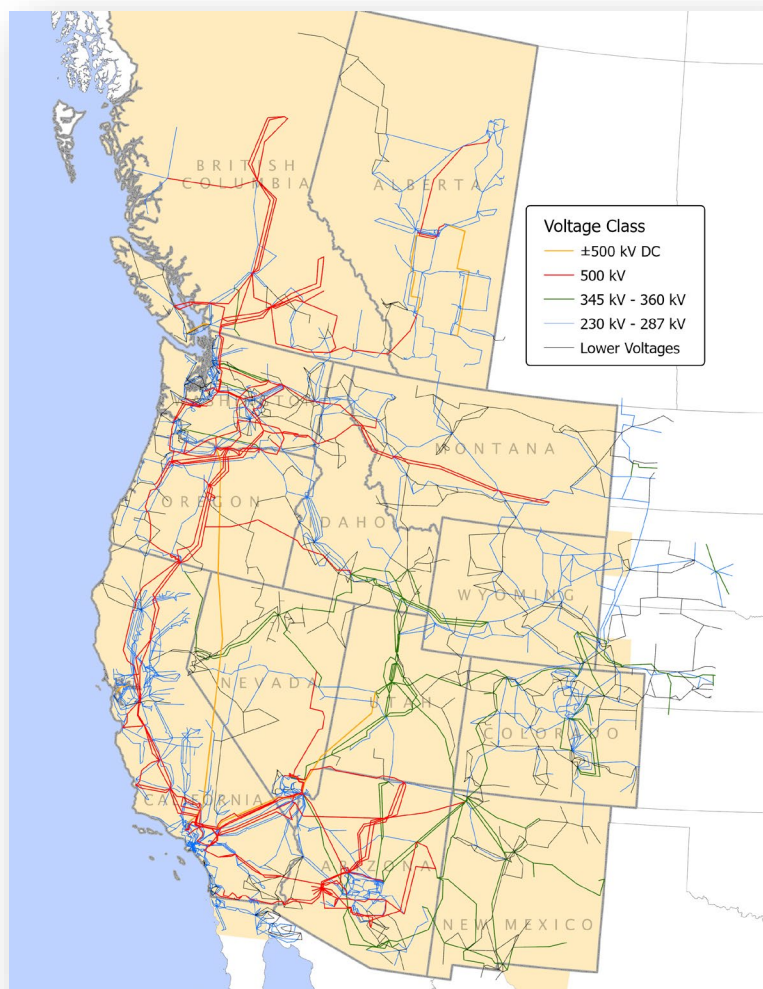 BRITISH
COLUMBIA
ALBERTA
Voltage Class
±500 kV DC
500 kV
345 kV - 360 kV
230 kV - 287 kV
Lower Voltages
WASHINGTON
MONTANA
OREGON
IDAHO
WYOMING
NEVADA
UTAH
COLORADO
CALIFORNIA
ARIZONA
NEW MEXICO